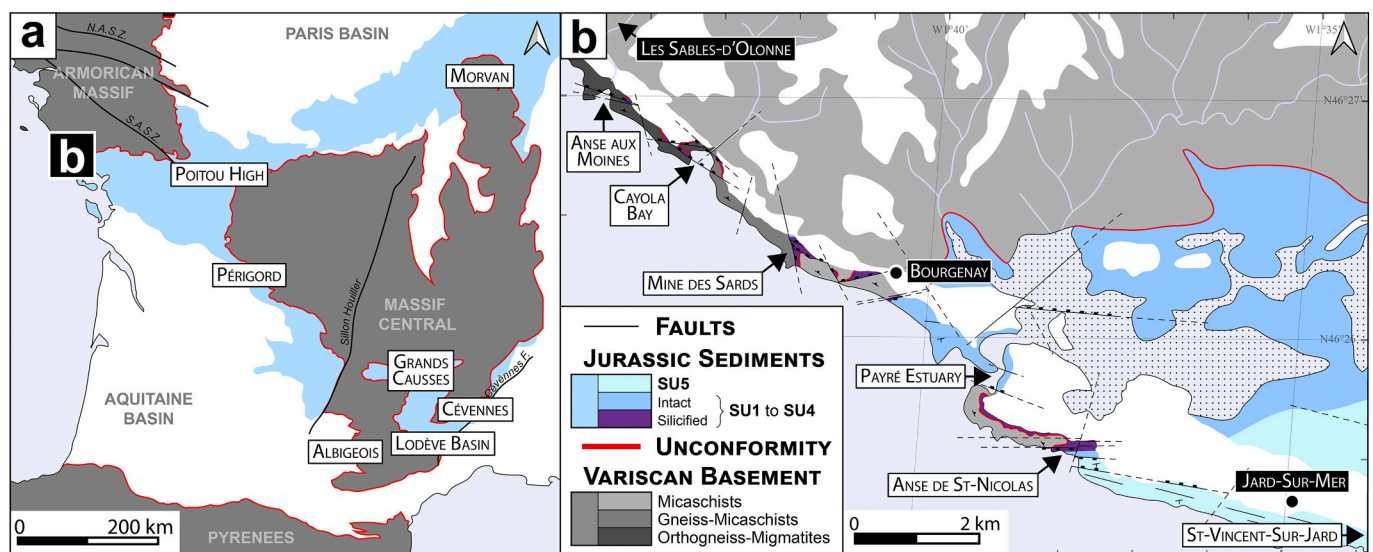 a
N.A.S.Z.
PARIS BASIN
ARMORICAN
MASSIF
MORVAN
S.A.S.Z.
b
POITOU HIGH
PÉRIGORD
Sillon Houiller
MASSIF
CENTRAL
GRANDS
CAUSSES
Cévènnes F.
CÉVENNES
AQUITAINE
BASIN
ALBIGEOIS
LODÈVE BASIN
0 200 km
PYRENEES
b
LES SABLES-D'OLONNE
W1°40'
W1°35'
N46°27'
ANSE AUX
MOINES
CAYOLA
BAY
MINE DES SARDS
BOURGENAY
N46°26'
PAYRÉ ESTUARY
ANSE DE ST-NICOLAS
JARD-SUR-MER
ST-VINCENT-SUR-JARD
0 2 km
FAULTS
JURASSIC SEDIMENTS
SU5
Intact
Silicified
SU1 to SU4
UNCONFORMITY
VARISCAN BASEMENT
Micaschists
Gneiss-Micaschists
Orthogneiss-Migmatites